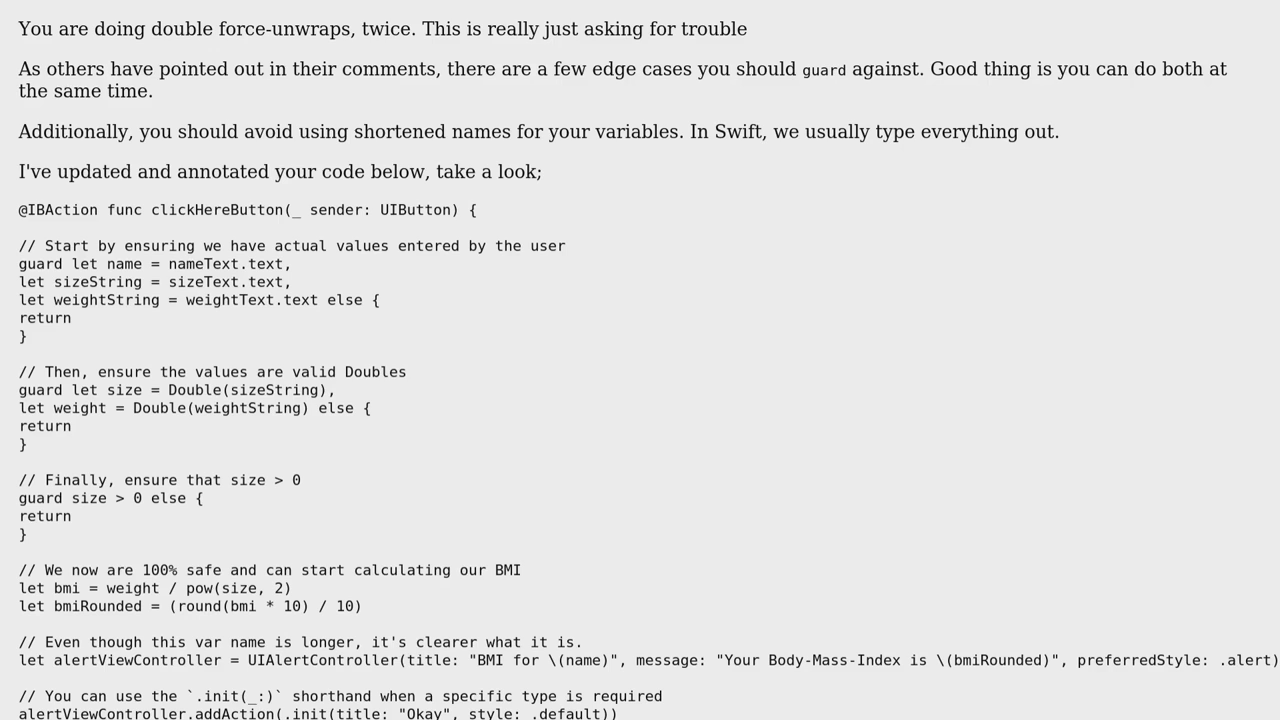 You are doing double force-unwraps, twice. This is really just asking for trouble
As others have pointed out in their comments, there are a few edge cases you should guard against. Good thing is you can do both at
the same time.
Additionally, you should avoid using shortened names for your variables. In Swift, we usually type everything out.
I've updated and annotated your code below, take a look;
@IBAction func clickHereButton(_ sender: UIButton) {
// Start by ensuring we have actual values entered by the user
guard let name = nameText.text,
let sizeString = sizeText.text,
let weightString = weightText.text else {
return
}
// Then, ensure the values are valid Doubles
guard let size = Double(sizeString),
let weight = Double(weightString) else {
return
}
// Finally, ensure that size > 0
guard size > 0 else {
return
}
// We now are 100% safe and can start calculating our BMI
let bmi = weight / pow(size, 2)
let bmiRounded = (round(bmi * 10) / 10)
// Even though this var name is longer, it's clearer what it is.
let alertViewController = UIAlertController(title: "BMI for \(name)", message: "Your Body-Mass-Index is \(bmiRounded)", preferredStyle: .alert)
// You can use the `.init(_:)` shorthand when a specific type is required
alertViewController.addAction(.init(title: "Okay", style: .default))